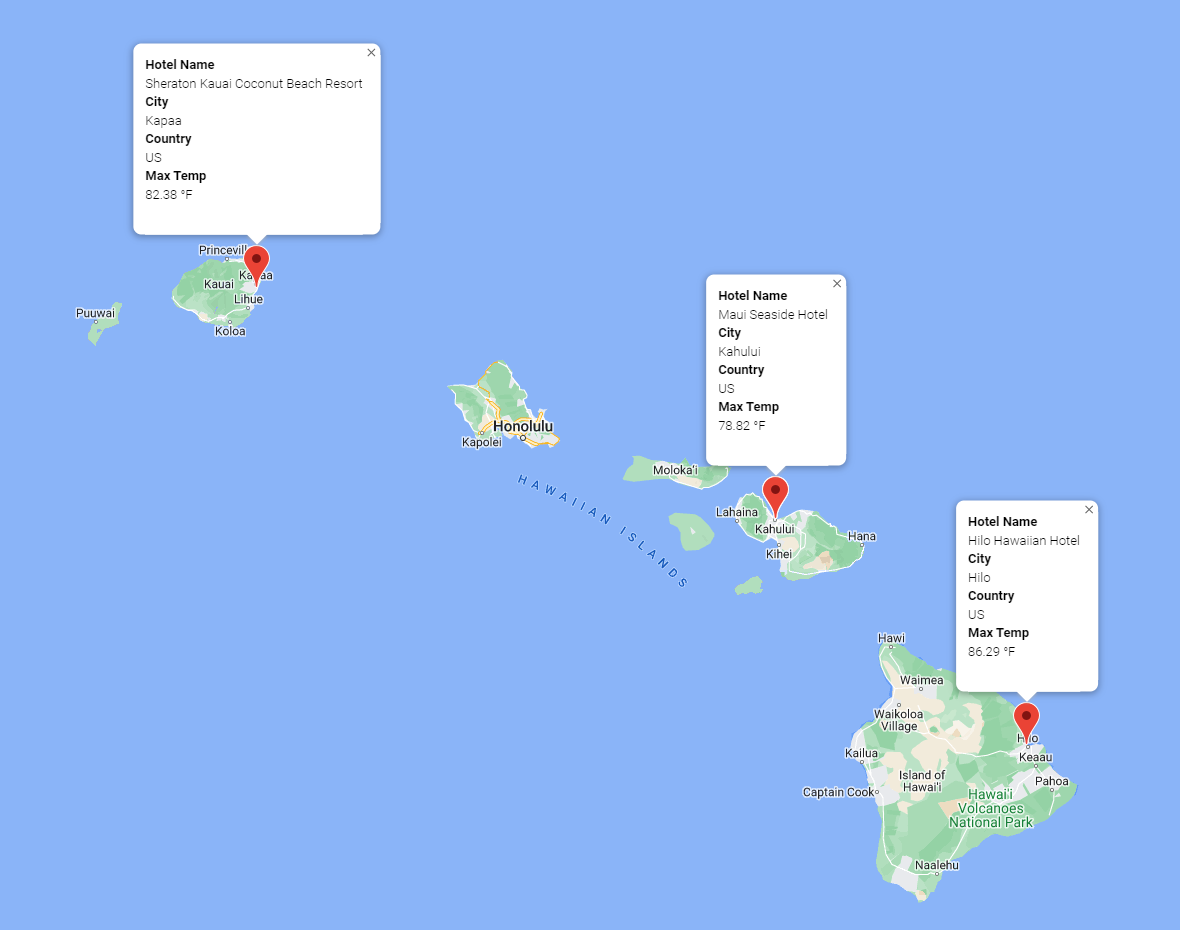 Hotel Name
Sheraton Kauai Coconut Beach Resort
City
Kapaa
Country
US
Max Temp
82.38 °F
Kauai
Lihue
Koloa
Puuwai
Honolulu
Kapolei
HAWAIIAN ISLANDS
Hotel Name
Maui Seaside Hotel
City
Kahului
Country
US
Max Temp
78.82 °F
Moloka'i
Lahaina
Kahului
Kihei
Hana
Hotel Name
Hilo Hawaiian Hotel
City
Hilo
Country
US
Max Temp
86.29 °F
Hawi
Waimea
Waikoloa
Village
Kailua
Captain Cook
Island of
Hawai'i
Hilo
Keaau
Pahoa
Hawai'i
Volcanoes
National Park
Naalehu